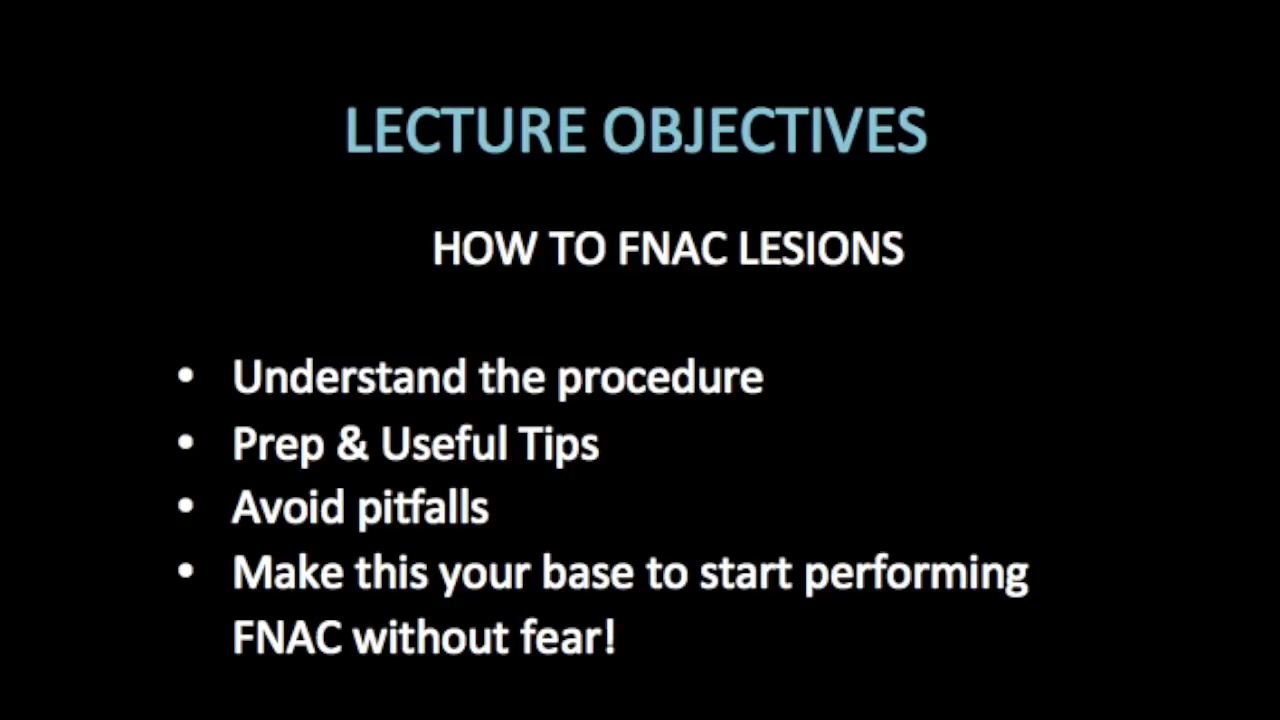 LECTURE OBJECTIVES
HOW TO FNAC LESIONS
• Understand the procedure
• Prep & Useful Tips
• Avoid pitfalls
• Make this your base to start performing
FNAC without fear!